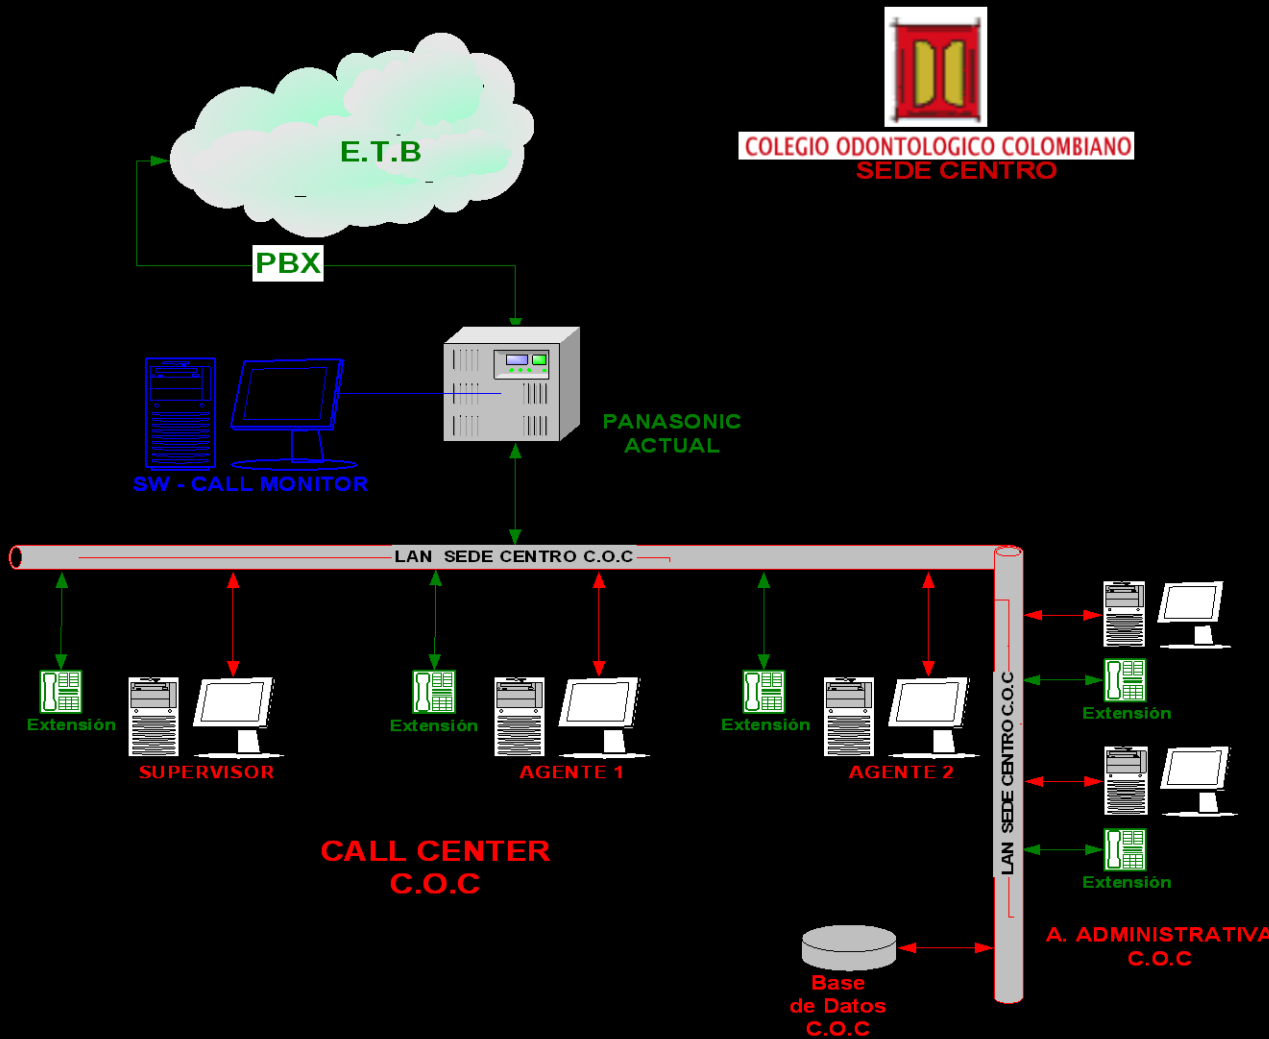 E.T.B
COLEGIO ODONTOLOGICO COLOMBIANO
SEDE CENTRO
PBX
PANASONIC
ACTUAL
SW - CALL MONITOR
LAN SEDE CENTRO C.O.C
Extensión
SUPERVISOR
Extensión
AGENTE 1
Extensión
AGENTE 2
LAN SEDE CENTRO C.O.C
Extensión
Extensión
CALL CENTER
C.O.C
A. ADMINISTRATIVA
C.O.C
Base
de Datos
C.O.C